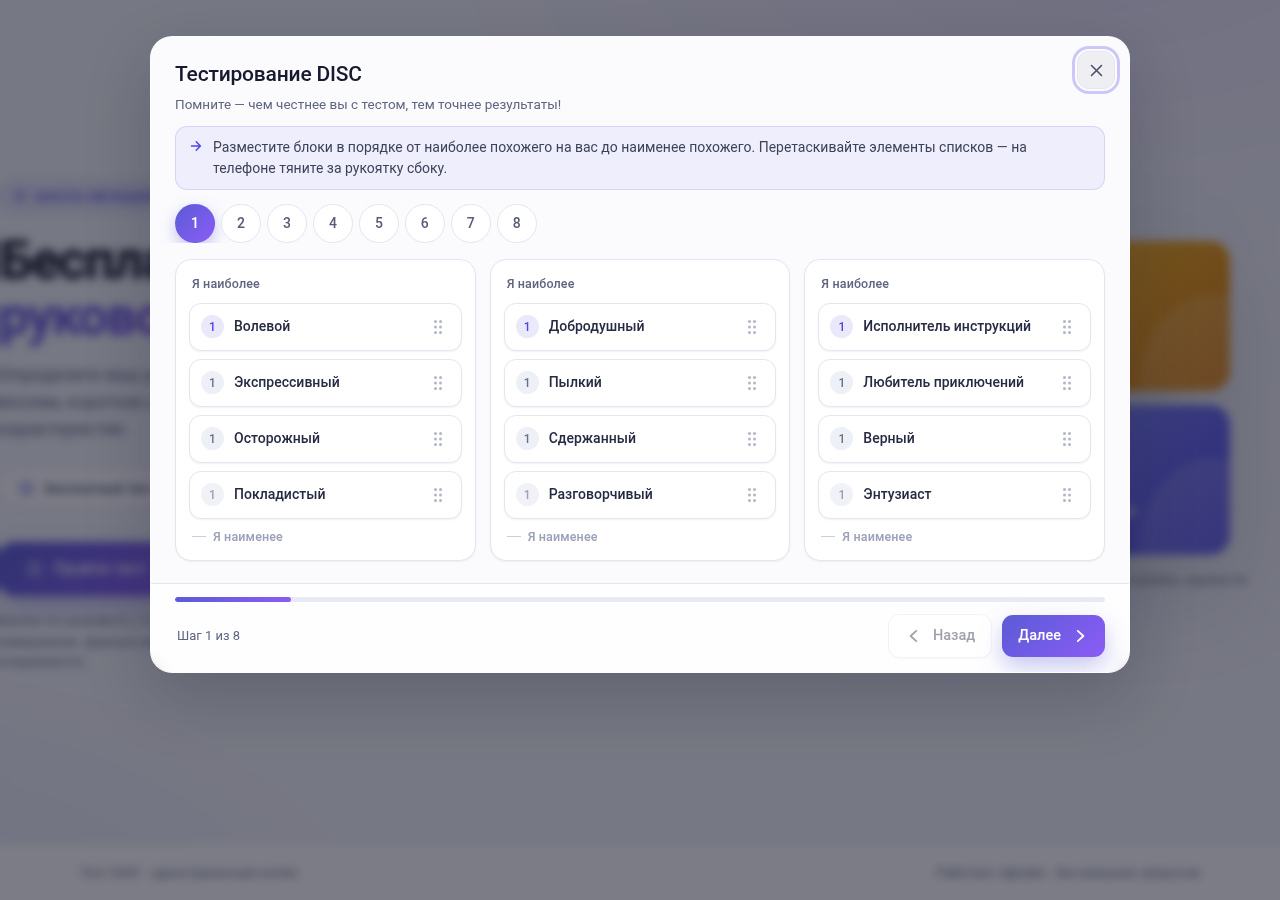 Тестирование DISC
Помните — чем честнее вы с тестом, тем точнее результаты!
Разместите блоки в порядке от наиболее похожего на вас до наименее похожего. Перетаскивайте элементы списков — на
телефоне тяните за рукоятку сбоку.
1 2 3 4 5 6 7 8
Я наиболее
1 Волевой
1 Экспрессивный
1 Осторожный
1 Покладистый
Я наименее
Я наиболее
1 Добродушный
1 Пылкий
1 Сдержанный
1 Разговорчивый
Я наименее
Я наиболее
1 Исполнитель инструкций
1 Любитель приключений
1 Верный
1 Энтузиаст
Я наименее
Шаг 1 из 8
Назад
Далее